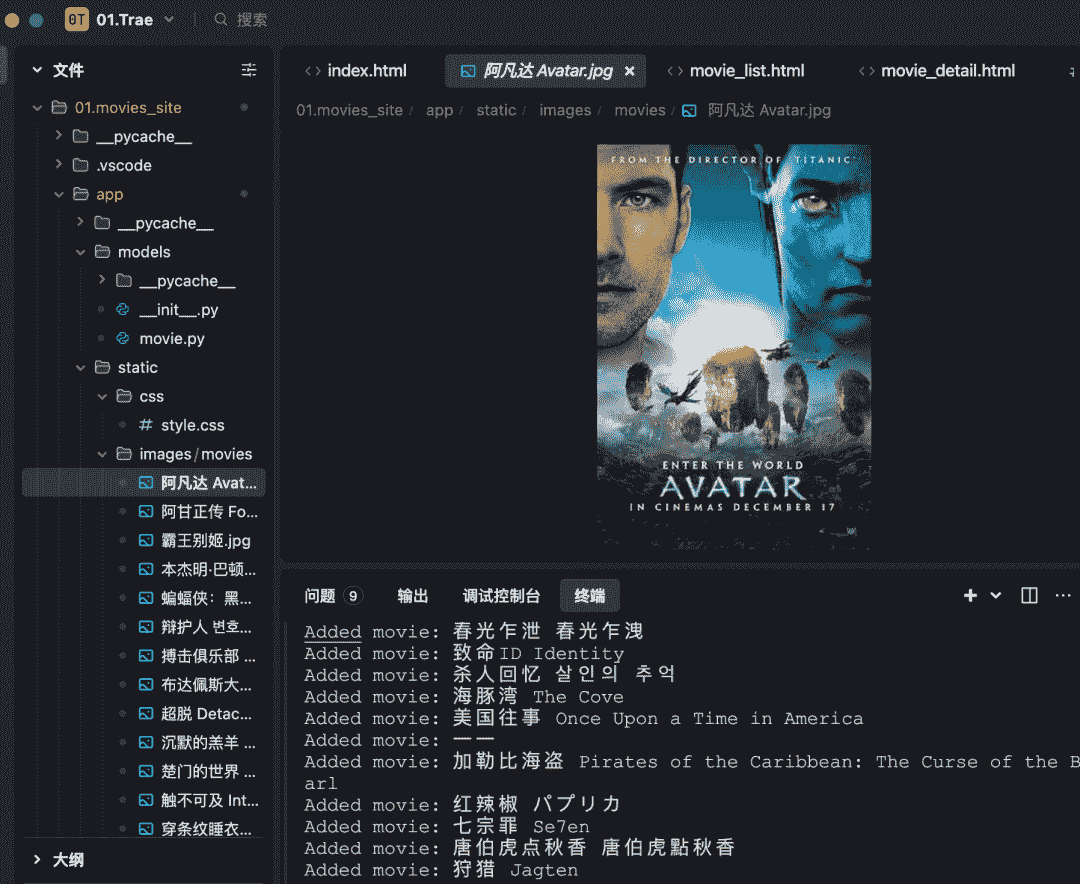 0T 01.Trae 搜索
文件
index.html 阿凡达 Avatar.jpg movie_list.html movie_detail.html
01.movies_site / app / static / images / movies / 阿凡达 Avatar.jpg
01.movies_site
__pycache__
.vscode
app
__pycache__
models
__pycache__
__init__.py
movie.py
static
css
# style.css
images/movies
阿凡达 Avat...
阿甘正传 Fo...
霸王别姬.jpg
本杰明·巴顿...
蝙蝠侠：黑...
辩护人 변호...
搏击俱乐部 ...
布达佩斯大...
超脱 Detac...
沉默的羔羊 ...
楚门的世界 ...
触不可及 Int...
穿条纹睡衣...
大纲
FROM THE DIRECTOR OF 'TITANIC'
ENTER THE WORLD
AVATAR
IN CINEMAS DECEMBER 17
问题 9 输出 调试控制台 终端
Added movie: 春光乍泄 春光乍洩
Added movie: 致命ID Identity
Added movie: 杀人回忆 살인의 추억
Added movie: 海豚湾 The Cove
Added movie: 美国往事 Once Upon a Time in America
Added movie: 一一
Added movie: 加勒比海盗 Pirates of the Caribbean: The Curse of the B
arl
Added movie: 红辣椒 パプリカ
Added movie: 七宗罪 Se7en
Added movie: 唐伯虎点秋香 唐伯虎點秋香
Added movie: 狩猎 Jagten